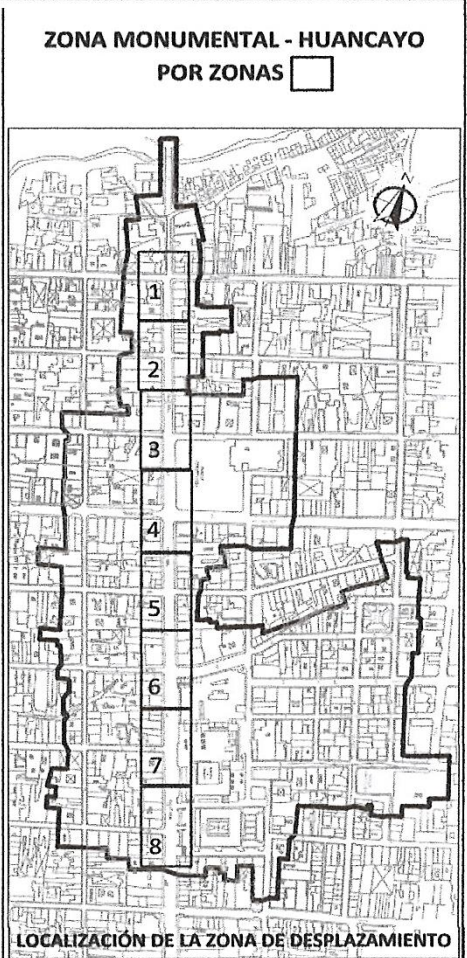 ZONA MONUMENTAL - HUANCAYO
POR ZONAS
N
1
2
3
4
5
6
7
8
LOCALIZACIÓN DE LA ZONA DE DESPLAZAMIENTO